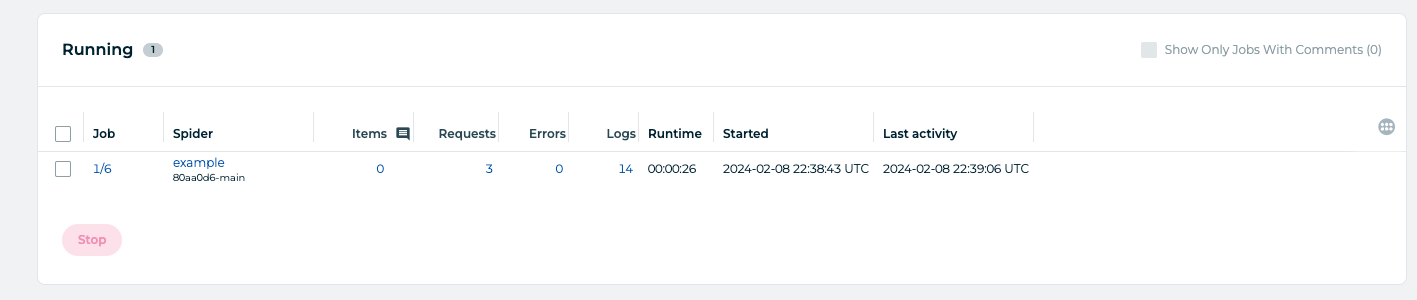 Running 1
Show Only Jobs With Comments (0)
Job Spider Items Requests Errors Logs Runtime Started Last activity
1/6 example 0 3 0 14 00:00:26 2024-02-08 22:38:43 UTC 2024-02-08 22:39:06 UTC
80aa0d6-main
Stop